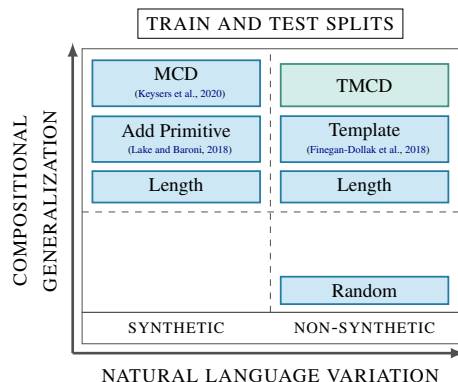 TRAIN AND TEST SPLITS
COMPOSITIONAL
GENERALIZATION
MCD
(Keysers et al., 2020)
TMCD
Add Primitive
(Lake and Baroni, 2018)
Template
(Finegan-Dollak et al., 2018)
Length
Length
Random
SYNTHETIC
NON-SYNTHETIC
NATURAL LANGUAGE VARIATION